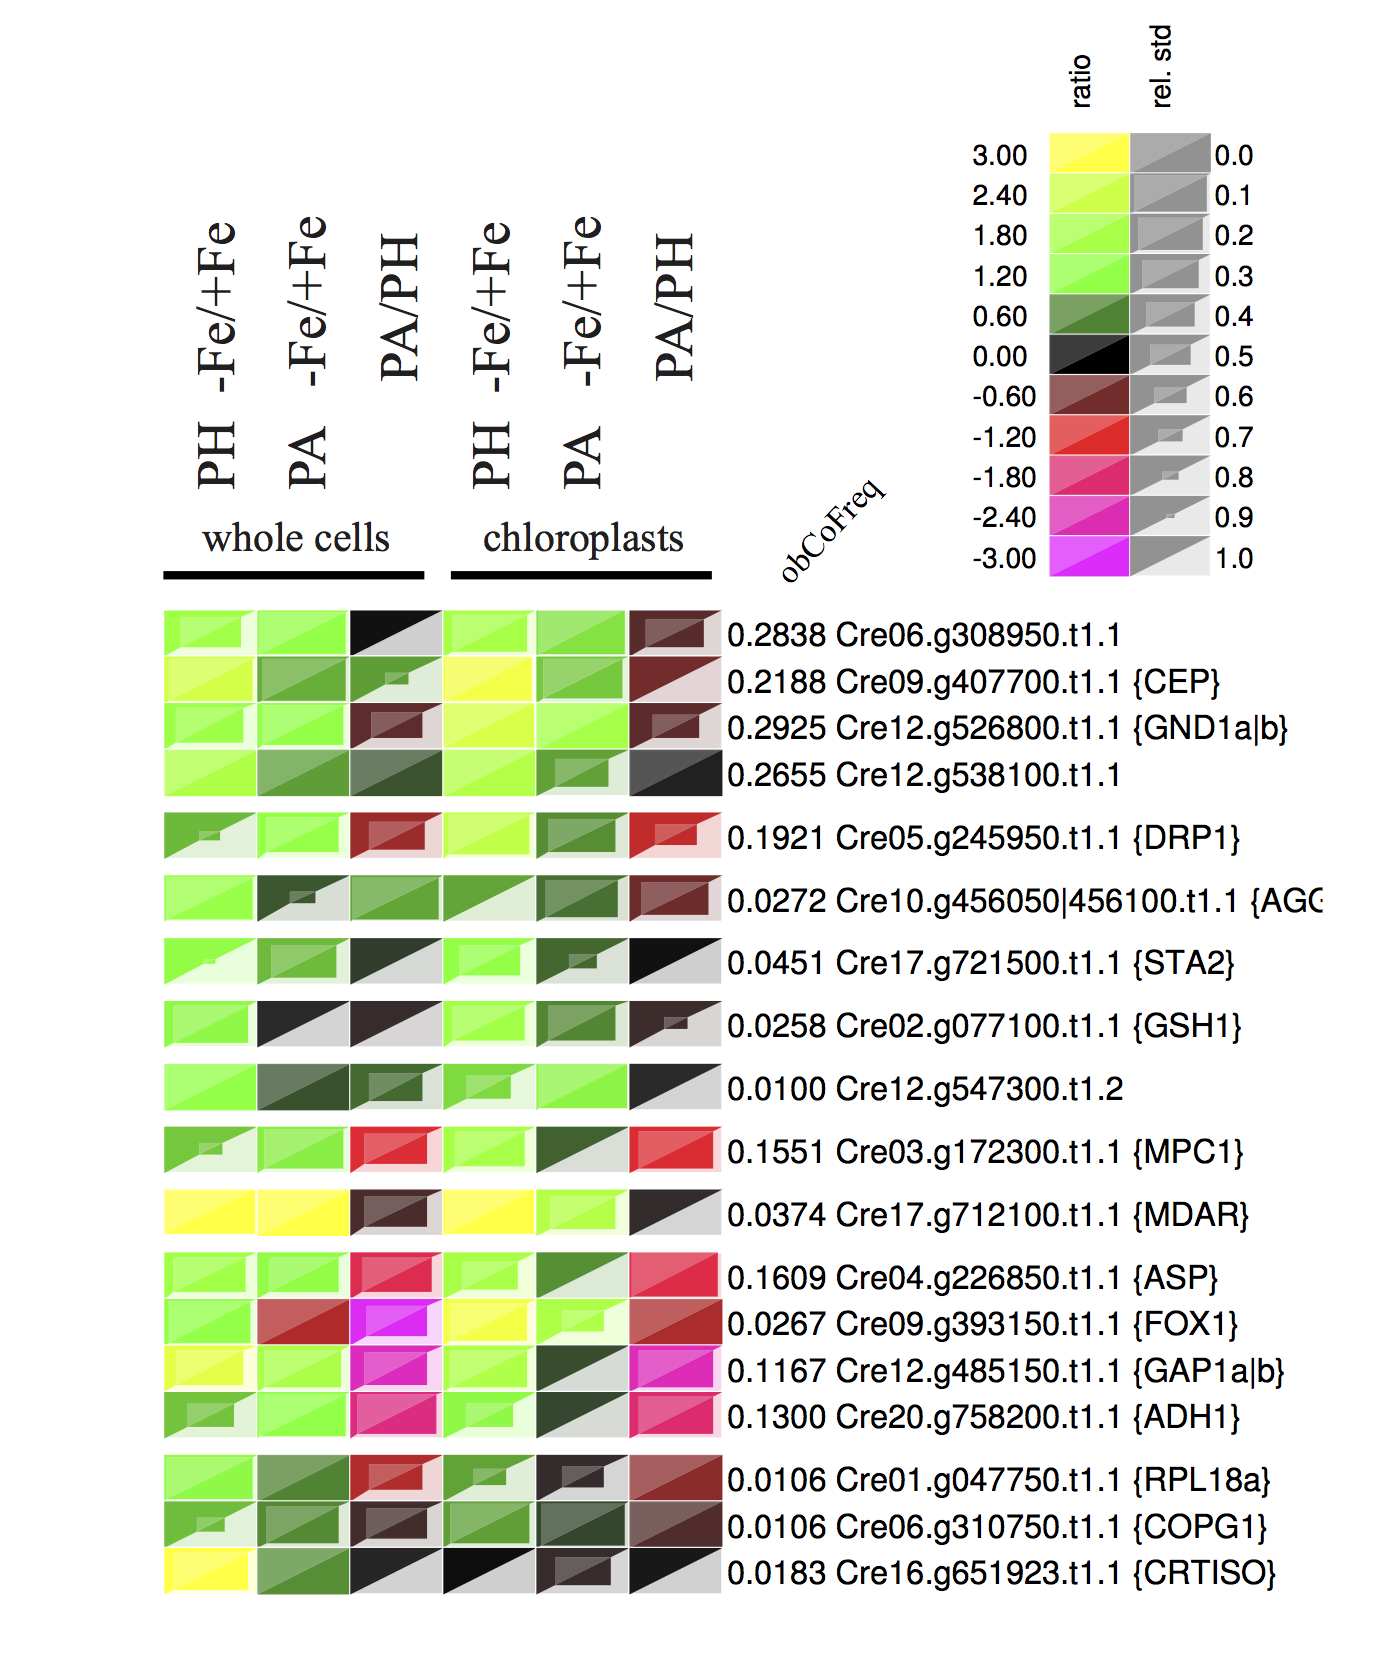 ratio
rel. std
3.00 0.0
2.40 0.1
1.80 0.2
1.20 0.3
0.60 0.4
0.00 0.5
-0.60 0.6
-1.20 0.7
-1.80 0.8
-2.40 0.9
-3.00 1.0
PH -Fe/+Fe
PA -Fe/+Fe
PA/PH
PH -Fe/+Fe
PA -Fe/+Fe
PA/PH
whole cells
chloroplasts
obCoFreq
0.2838 Cre06.g308950.t1.1
0.2188 Cre09.g407700.t1.1 {CEP}
0.2925 Cre12.g526800.t1.1 {GND1a|b}
0.2655 Cre12.g538100.t1.1
0.1921 Cre05.g245950.t1.1 {DRP1}
0.0272 Cre10.g456050|456100.t1.1 {AGG
0.0451 Cre17.g721500.t1.1 {STA2}
0.0258 Cre02.g077100.t1.1 {GSH1}
0.0100 Cre12.g547300.t1.2
0.1551 Cre03.g172300.t1.1 {MPC1}
0.0374 Cre17.g712100.t1.1 {MDAR}
0.1609 Cre04.g226850.t1.1 {ASP}
0.0267 Cre09.g393150.t1.1 {FOX1}
0.1167 Cre12.g485150.t1.1 {GAP1a|b}
0.1300 Cre20.g758200.t1.1 {ADH1}
0.0106 Cre01.g047750.t1.1 {RPL18a}
0.0106 Cre06.g310750.t1.1 {COPG1}
0.0183 Cre16.g651923.t1.1 {CRTISO}